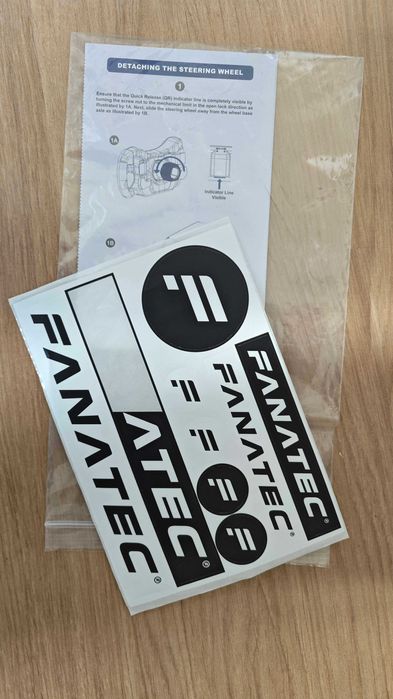 DETACHING THE STEERING WHEEL
1
Ensure that the Quick Release (QR) indicator line is completely visible by
turning the screw nut to the mechanical limit in the open lock direction as
illustrated by 1A. Next, slide the steering wheel away from the wheel base
axle as illustrated by 1B.
1A
Indicator Line
Visible
1B
FANATEC®
ATEC®
FANATEC®
FANATEC®